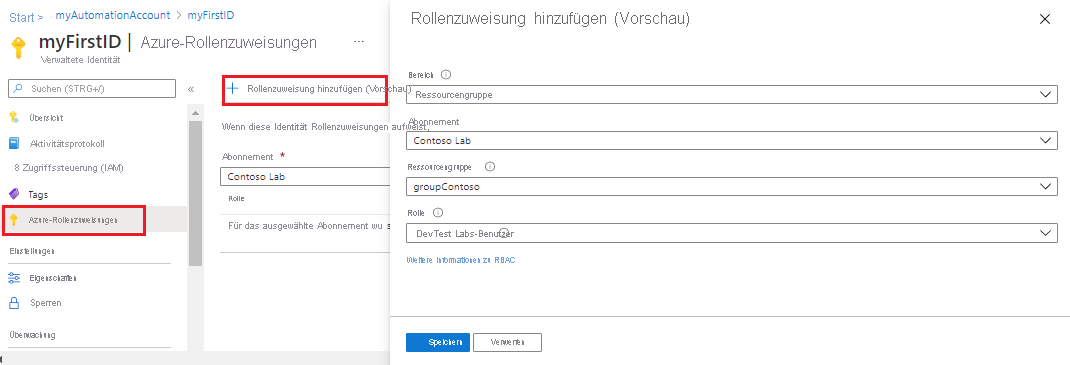 Start > myAutomationAccount > myFirstID
myFirstID | Azure-Rollenzuweisungen ...
Verwaltete Identität
Suchen (STRG+/) «
Übersicht
Aktivitätsprotokoll
8 Zugriffssteuerung (IAM)
Tags
Azure-Rollenzuweisungen
Einstellungen
Eigenschaften
Sperren
Überwachung
+ Rollenzuweisung hinzufügen (Vorschau)
Wenn diese Identität Rollenzuweisungen aufweist,
Abonnement *
Contoso Lab
Rolle
Für das ausgewählte Abonnement wu s
Rollenzuweisung hinzufügen (Vorschau)
Bereich
Ressourcengruppe
Abonnement
Contoso Lab
Ressourcengruppe
groupContoso
Rolle
DevTest Labs-Benutzer
Weitere Informationen zu RBAC
Speichern
Verwerfen